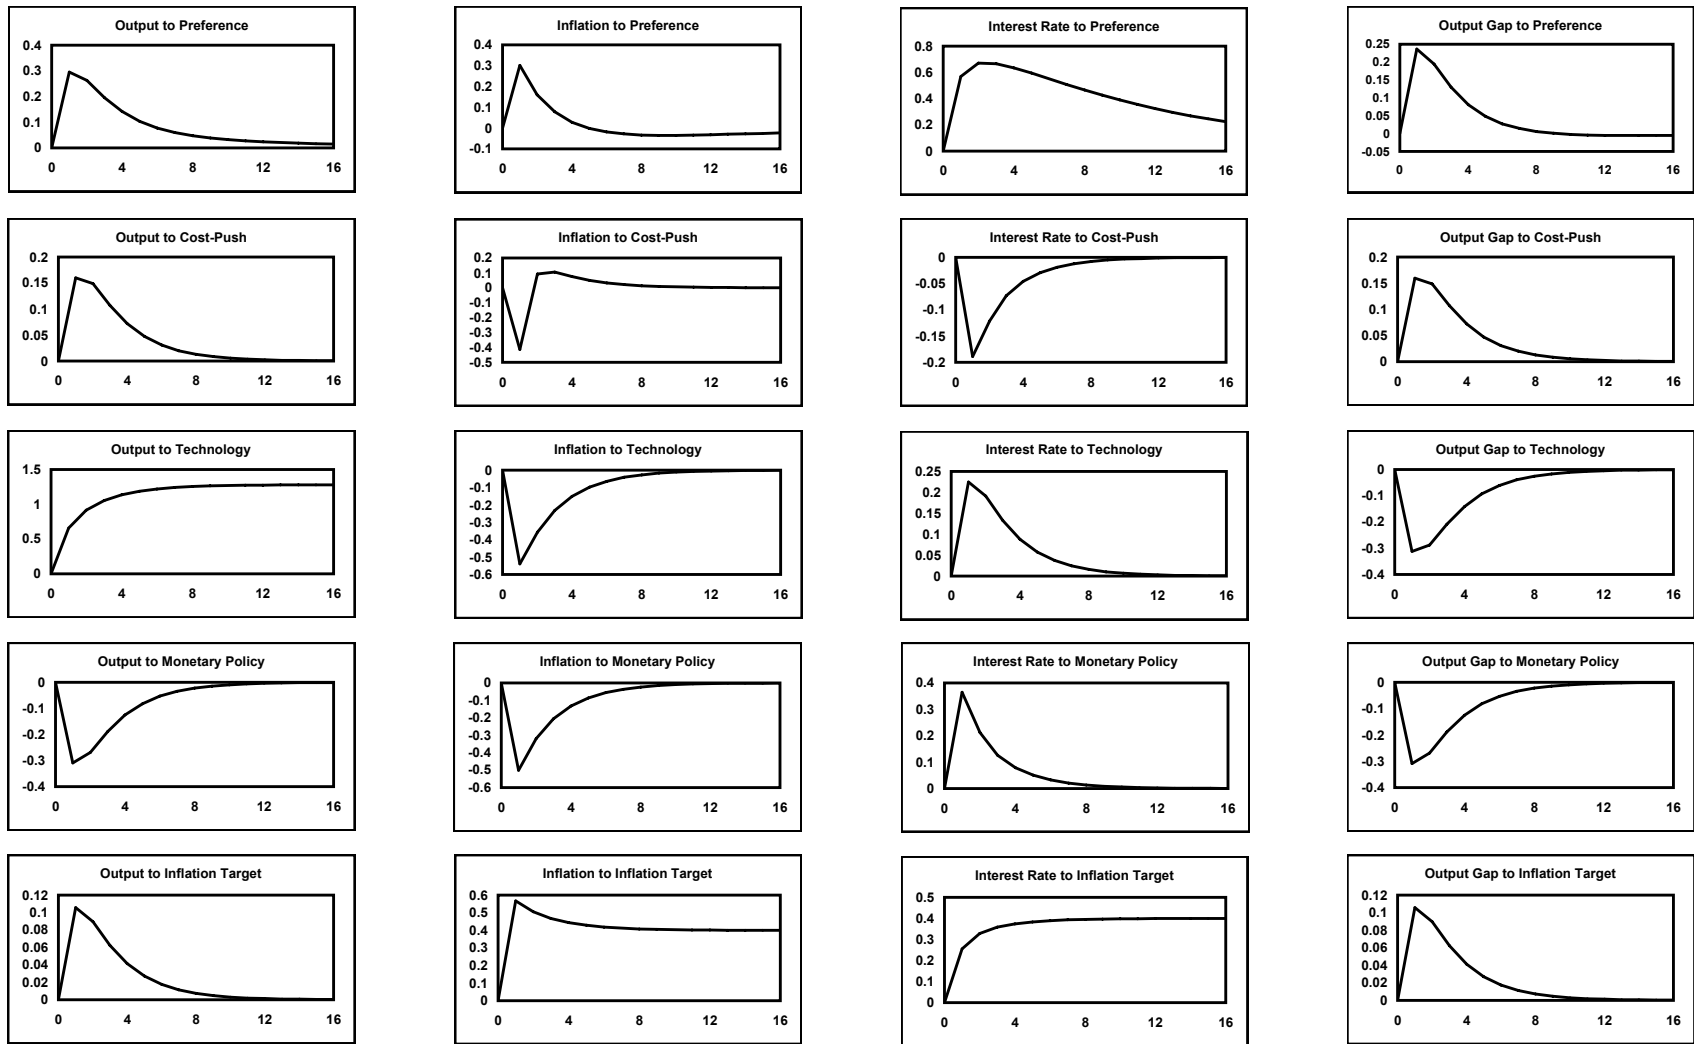 Output to Preference
0.4
0.3
0.2
0.1
0
0 4 8 12 16
Inflation to Preference
0.4
0.3
0.2
0.1
0
-0.1
0 4 8 12 16
Interest Rate to Preference
0.8
0.6
0.4
0.2
0
0 4 8 12 16
Output Gap to Preference
0.25
0.2
0.15
0.1
0.05
0
-0.05
0 4 8 12 16
Output to Cost-Push
0.2
0.15
0.1
0.05
0
0 4 8 12 16
Inflation to Cost-Push
0.2
0.1
0
-0.1
-0.2
-0.3
-0.4
-0.5
0 4 8 12 16
Interest Rate to Cost-Push
0
-0.05
-0.1
-0.15
-0.2
0 4 8 12 16
Output Gap to Cost-Push
0.2
0.15
0.1
0.05
0
0 4 8 12 16
Output to Technology
1.5
1
0.5
0
0 4 8 12 16
Inflation to Technology
0
-0.1
-0.2
-0.3
-0.4
-0.5
-0.6
0 4 8 12 16
Interest Rate to Technology
0.25
0.2
0.15
0.1
0.05
0
0 4 8 12 16
Output Gap to Technology
0
-0.1
-0.2
-0.3
-0.4
0 4 8 12 16
Output to Monetary Policy
0
-0.1
-0.2
-0.3
-0.4
0 4 8 12 16
Inflation to Monetary Policy
0
-0.1
-0.2
-0.3
-0.4
-0.5
-0.6
0 4 8 12 16
Interest Rate to Monetary Policy
0.4
0.3
0.2
0.1
0
0 4 8 12 16
Output Gap to Monetary Policy
0
-0.1
-0.2
-0.3
-0.4
0 4 8 12 16
Output to Inflation Target
0.12
0.1
0.08
0.06
0.04
0.02
0
0 4 8 12 16
Inflation to Inflation Target
0.6
0.5
0.4
0.3
0.2
0.1
0
0 4 8 12 16
Interest Rate to Inflation Target
0.5
0.4
0.3
0.2
0.1
0
0 4 8 12 16
Output Gap to Inflation Target
0.12
0.1
0.08
0.06
0.04
0.02
0
0 4 8 12 16